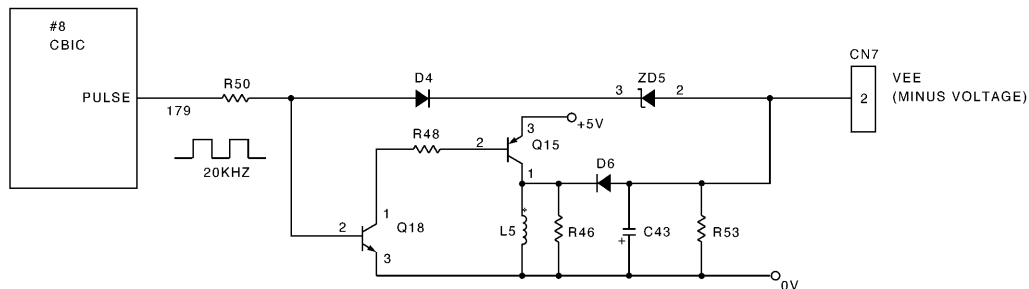 #8
CBIC
PULSE
179
R50
20KHZ
D4
ZD5
3
2
CN7
2
VEE
(MINUS VOLTAGE)
R48
2
3
+5V
Q15
1
D6
1
2
Q18
3
L5
+
R46
+
C43
R53
0V